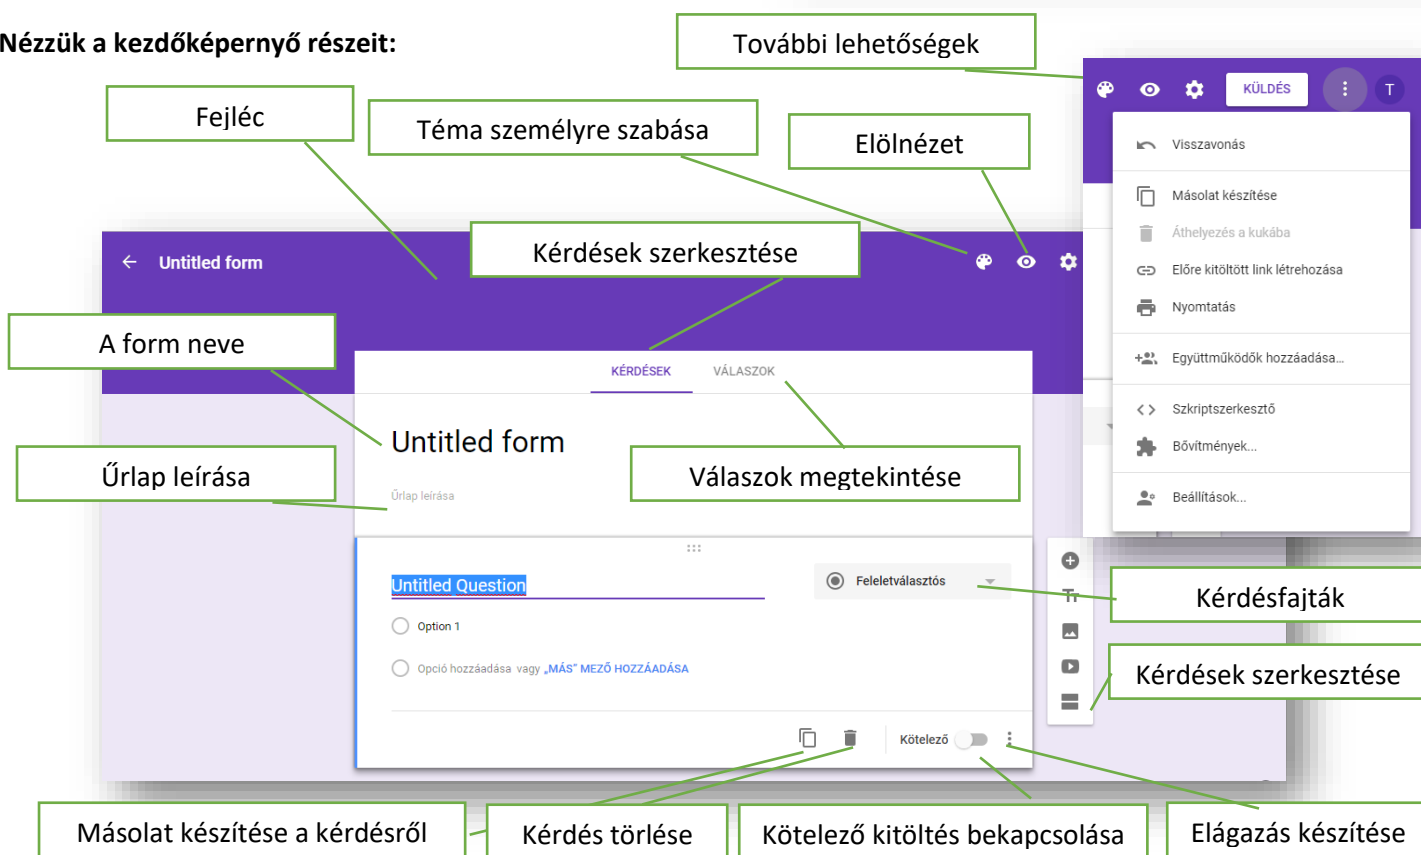 Nézzük a kezdőképernyő részeit:
További lehetőségek
Fejléc
Téma személyre szabása
Elölnézet
KÜLDÉS
T
Visszavonás
Másolat készítése
Áthelyezés a kukába
Előre kitöltött link létrehozása
Nyomtatás
Együttműködők hozzáadása...
Szkriptszerkesztő
Bővítmények...
Beállítások...
Kérdések szerkesztése
Untitled form
A form neve
KÉRDÉSEK
VÁLASZOK
Untitled form
Űrlap leírása
Válaszok megtekintése
Űrlap leírása
Untitled Question
Feleletválasztós
Tт
Kérdésfajták
Option 1
Opció hozzáadása vagy „MÁS” MEZŐ HOZZÁADÁSA
Kérdések szerkesztése
Kötelező
Másolat készítése a kérdésről
Kérdés törlése
Kötelező kitöltés bekapcsolása
Elágazás készítése